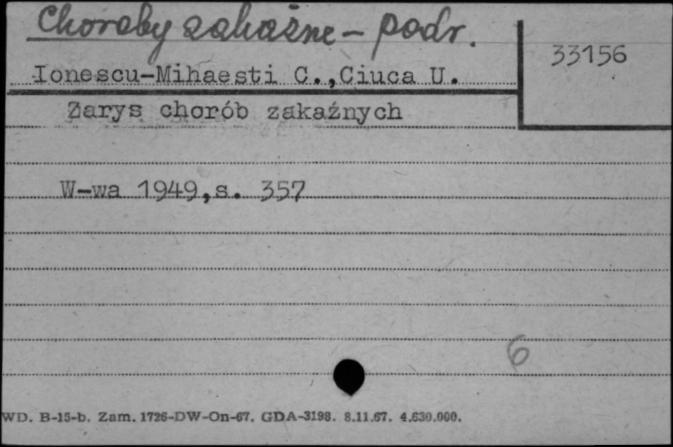 Choroby zakaźne – podr.
33156
Ionescu-Mihaesti C.,Ciuca U.
Zarys chorób zakaźnych
W-wa 1949,s. 357
6
WD. B-15-b. Zam. 1726-DW-On-67. GDA-3198. 8.11.67. 4.630.000.